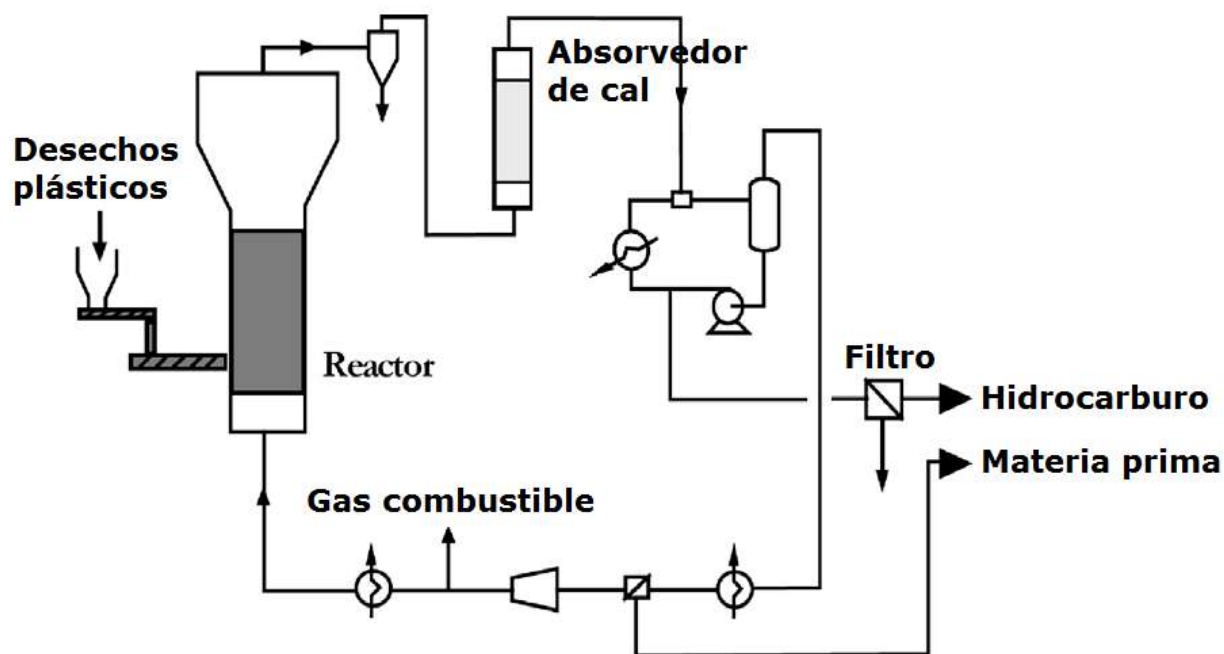 Absorvedor
de cal
Desechos
plásticos
Reactor
Filtro
Hidrocarburo
Materia prima
Gas combustible